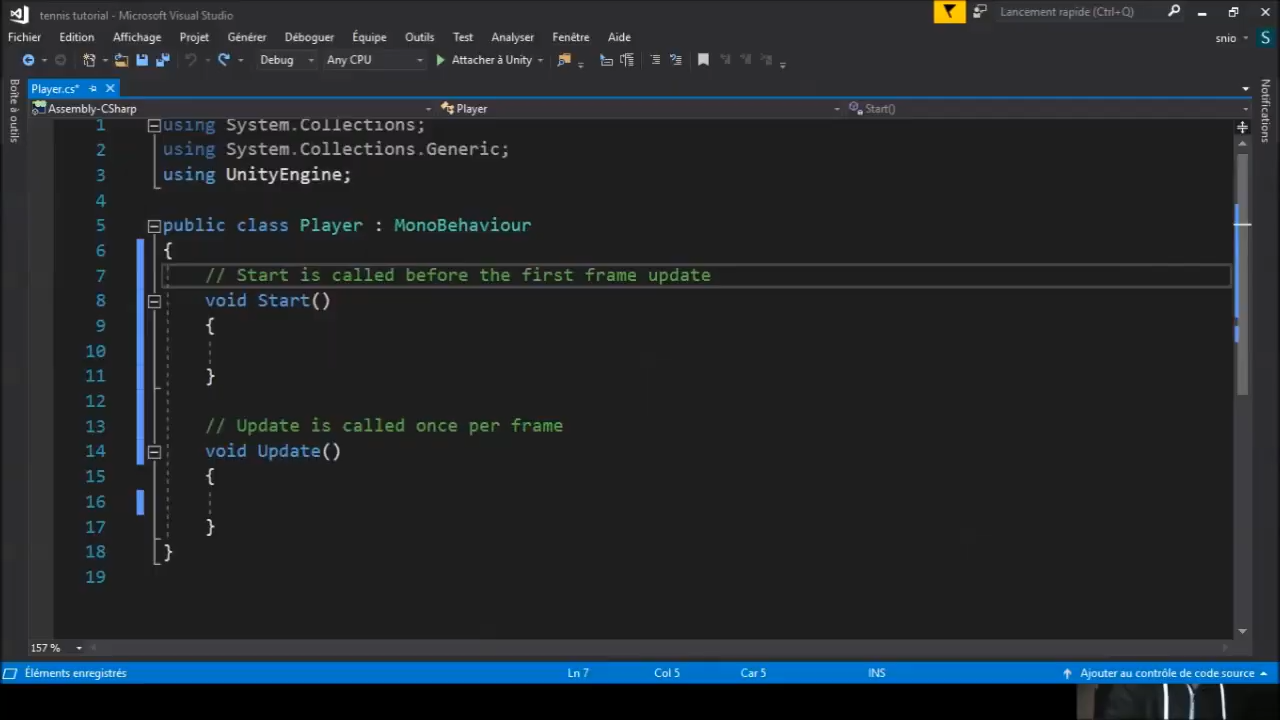 tennis tutorial - Microsoft Visual Studio
Lancement rapide (Ctrl+Q)
Fichier Edition Affichage Projet Générer Déboguer Équipe Outils Test Analyser Fenêtre Aide
snio S
Debug Any CPU Attacher à Unity
Boîte à outils
Player.cs*
Notifications
Assembly-CSharp Player Start()
1 using System.Collections;
2 using System.Collections.Generic;
3 using UnityEngine;
4
5 public class Player : MonoBehaviour
6 {
7 // Start is called before the first frame update
8 void Start()
9 {
10
11 }
12
13 // Update is called once per frame
14 void Update()
15 {
16
17 }
18 }
19
157 %
Éléments enregistrés Ln 7 Col 5 Car 5 INS Ajouter au contrôle de code source